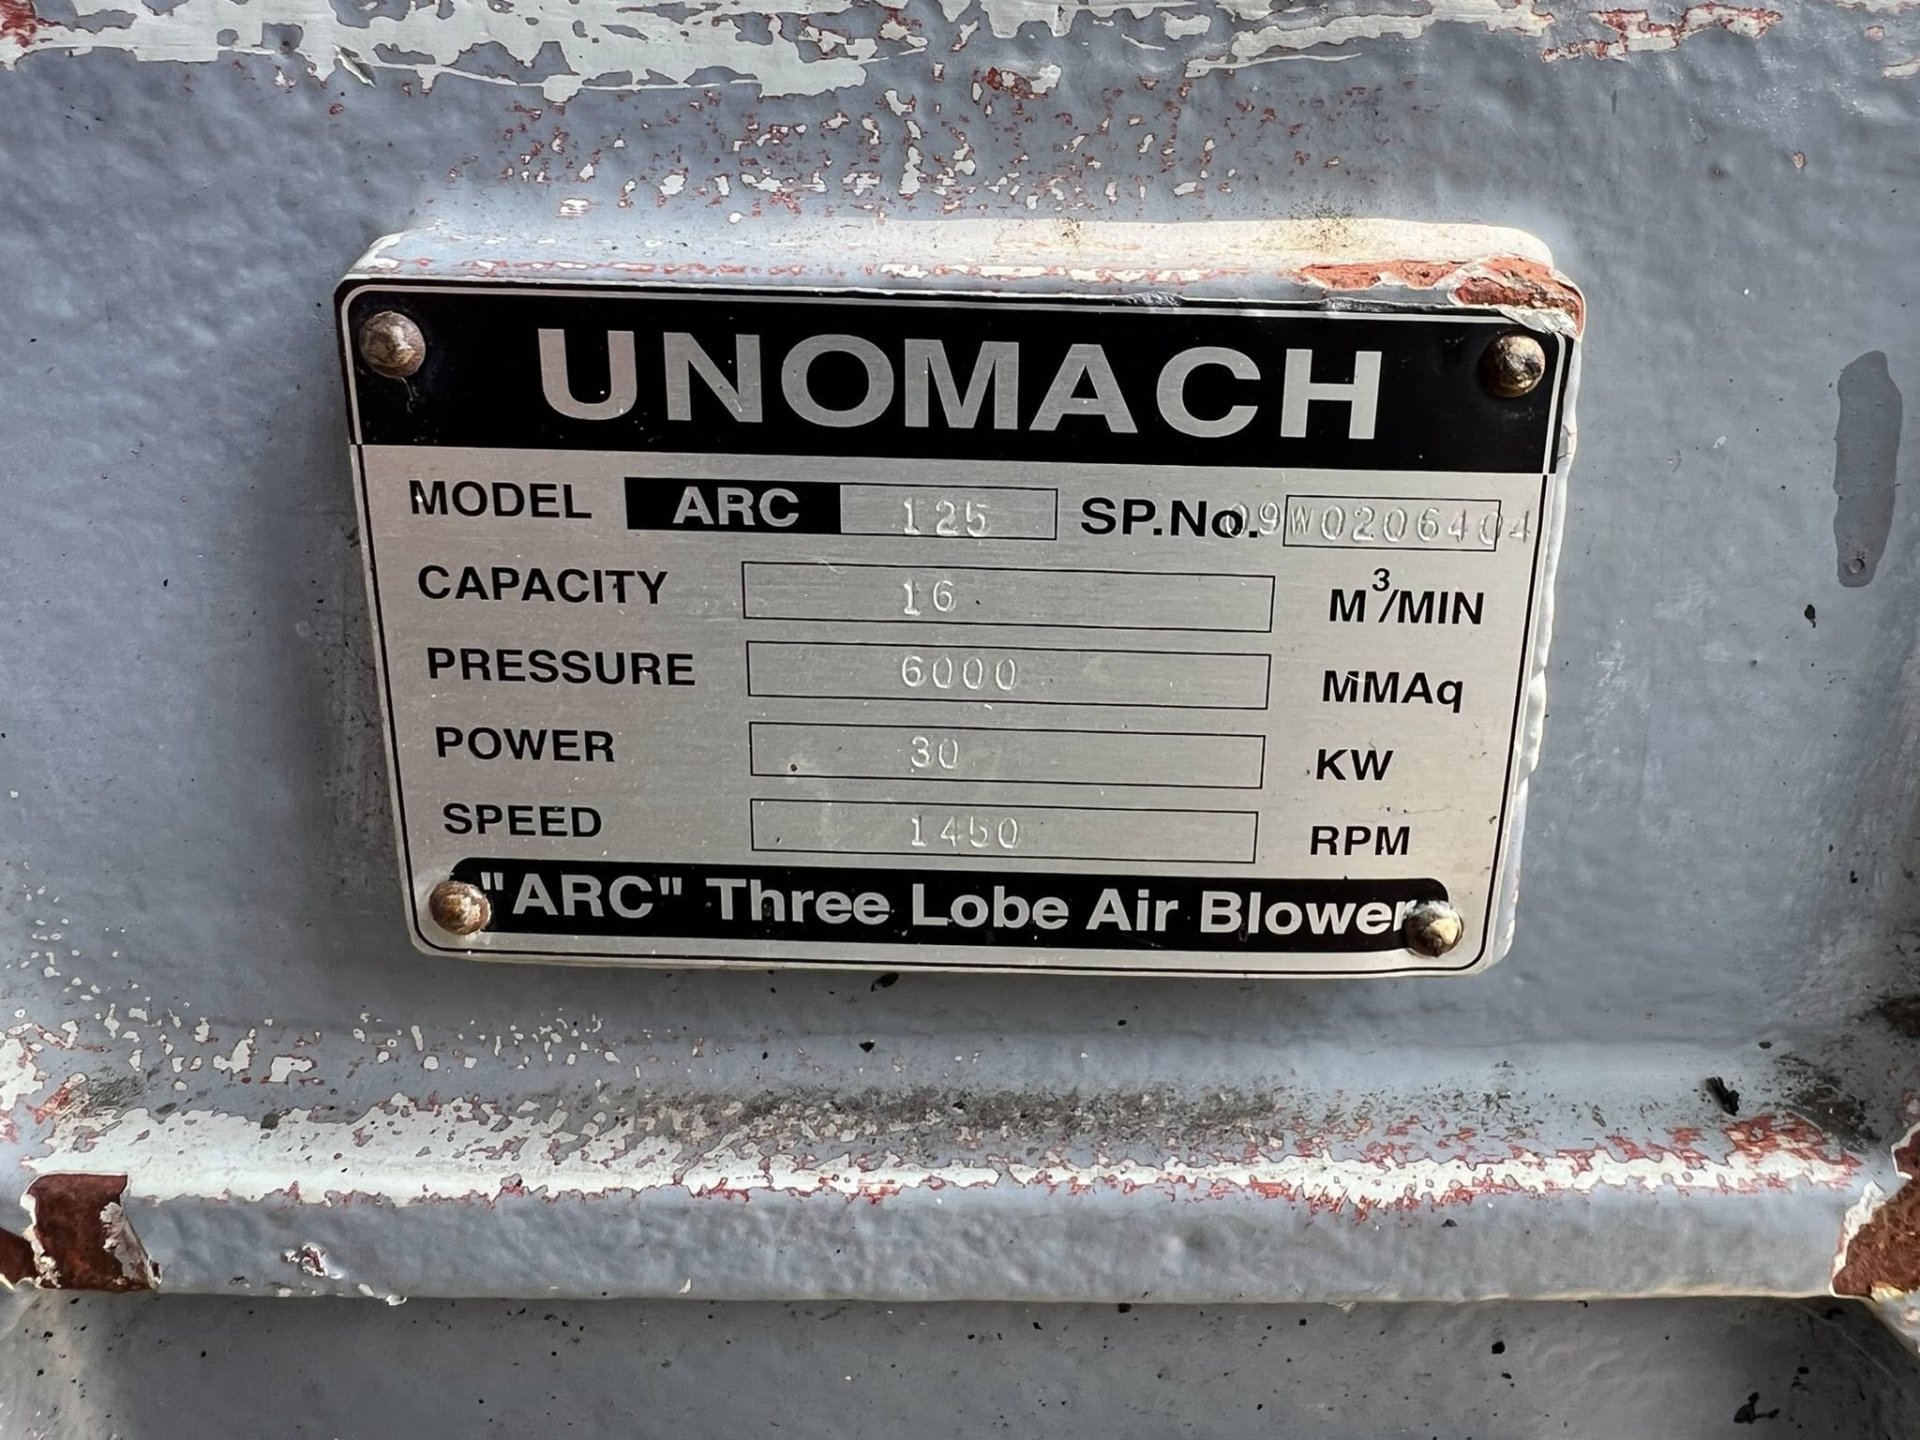 UNOMACH
MODEL ARC 125 SP.No. 09W0206404
CAPACITY 16 M³/MIN
PRESSURE 6000 MMAq
POWER 30 KW
SPEED 1450 RPM
"ARC" Three Lobe Air Blower